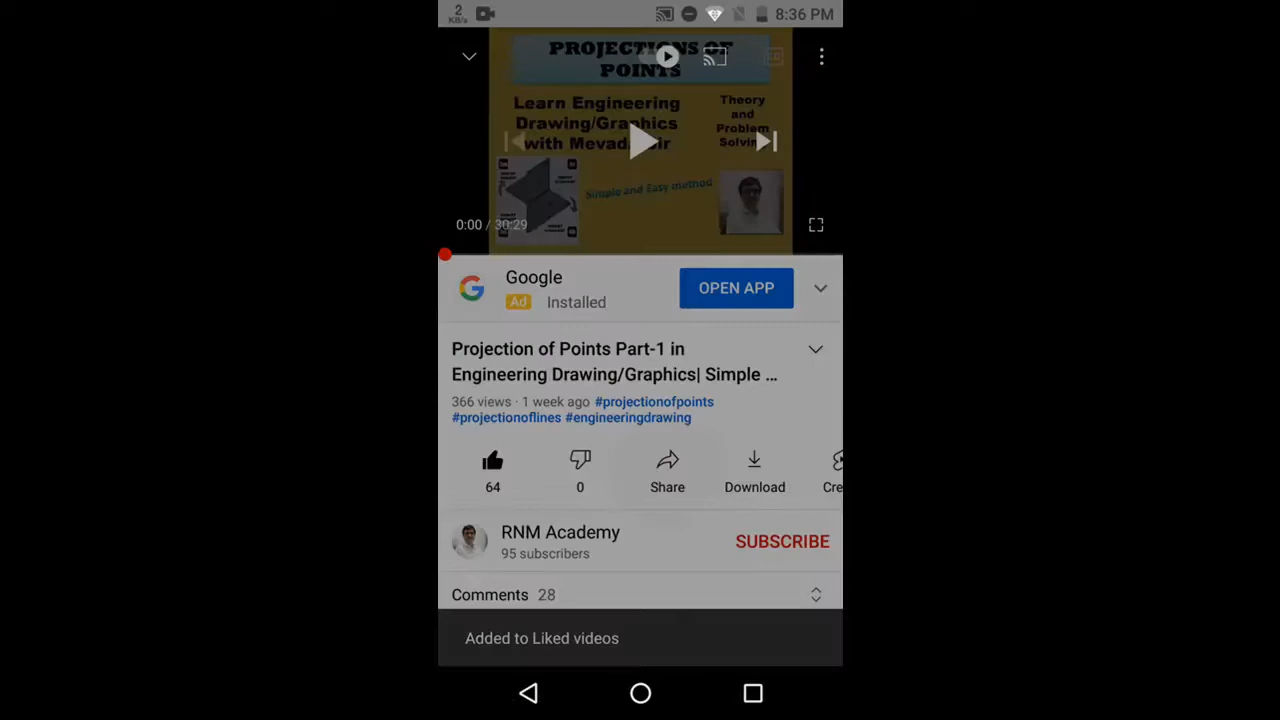 2
KB/s
8:36 PM
PROJECTIONS OF
POINTS
Learn Engineering
Drawing/Graphics
with
Theory
and
Problem
Simple and Easy method
0:00 / 30:29
Google
OPEN APP
Ad Installed
Projection of Points Part-1 in
Engineering Drawing/Graphics| Simple ...
366 views · 1 week ago #projectionofpoints
#projectionoflines #engineeringdrawing
64
0
Share
Download
Cre
RNM Academy
SUBSCRIBE
95 subscribers
Comments 28
Added to Liked videos